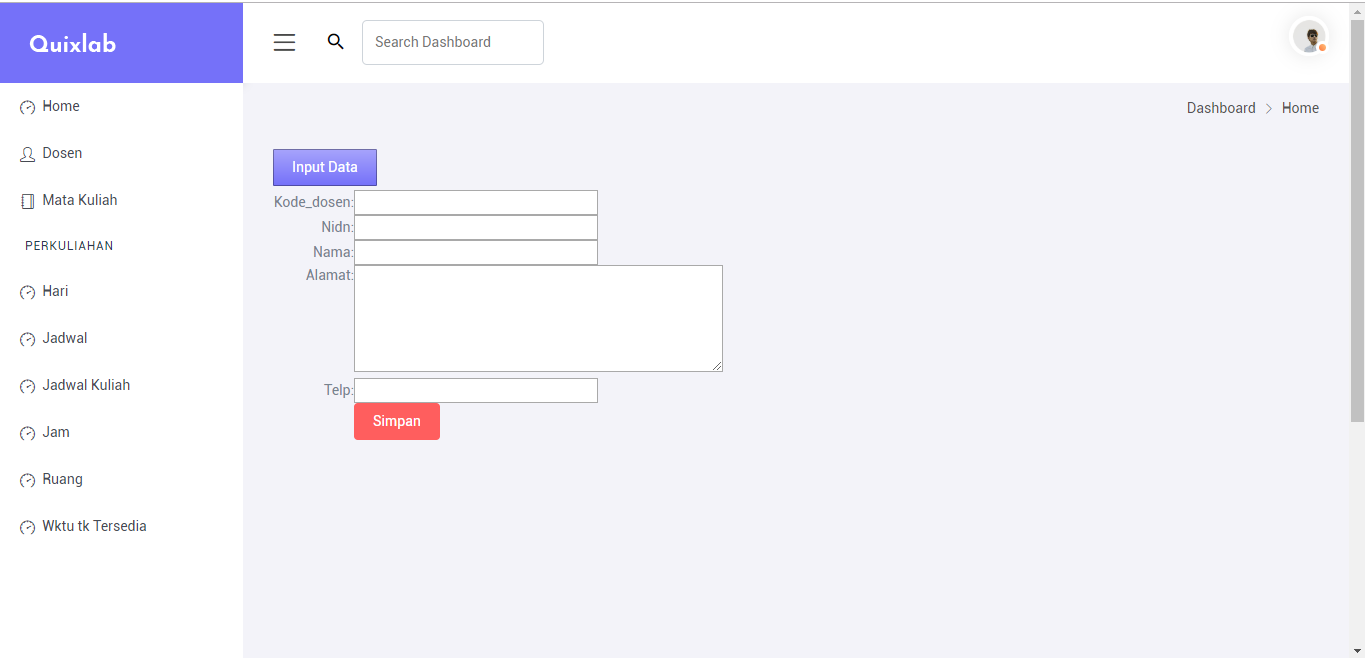 Quixlab
Search Dashboard
Home
Dosen
Mata Kuliah
PERKULIAHAN
Hari
Jadwal
Jadwal Kuliah
Jam
Ruang
Wktu tk Tersedia
Dashboard > Home
Input Data
Kode_dosen:
Nidn:
Nama:
Alamat:
Telp:
Simpan